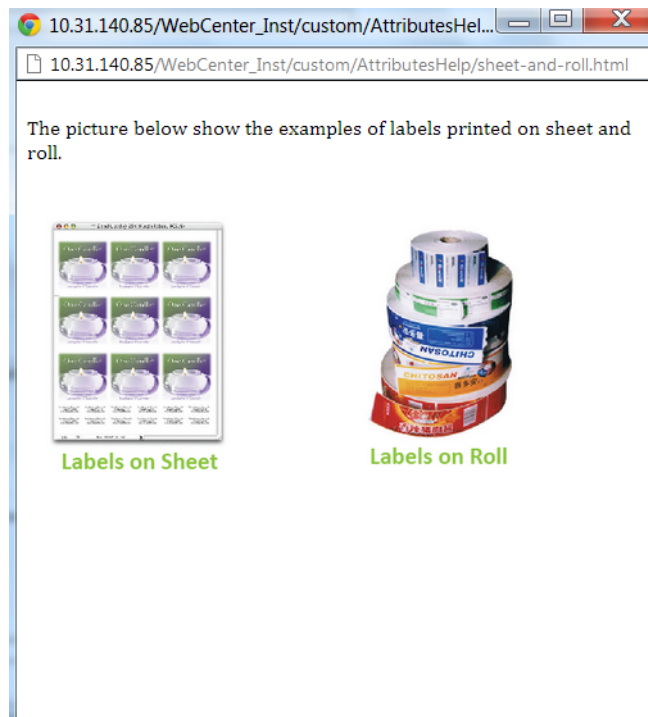 10.31.140.85/WebCenter_Inst/custom/AttributesHel...
10.31.140.85/WebCenter_Inst/custom/AttributesHelp/sheet-and-roll.html
The picture below show the examples of labels printed on sheet and
roll.
CHITOSAN
CHITOSAN
Labels on Sheet
Labels on Roll